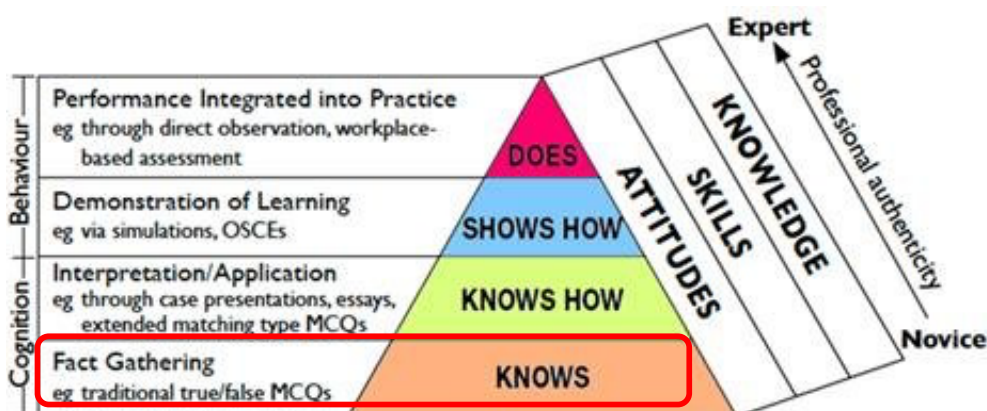 Expert
Professional authenticity
Novice
Behaviour
Cognition
Performance Integrated into Practice
eg through direct observation, workplace-
based assessment
DOES
Demonstration of Learning
eg via simulations, OSCEs
SHOWS HOW
Interpretation/Application
eg through case presentations, essays,
extended matching type MCQs
KNOWS HOW
Fact Gathering
eg traditional true/false MCQs
KNOWS
ATTITUDES
SKILLS
KNOWLEDGE